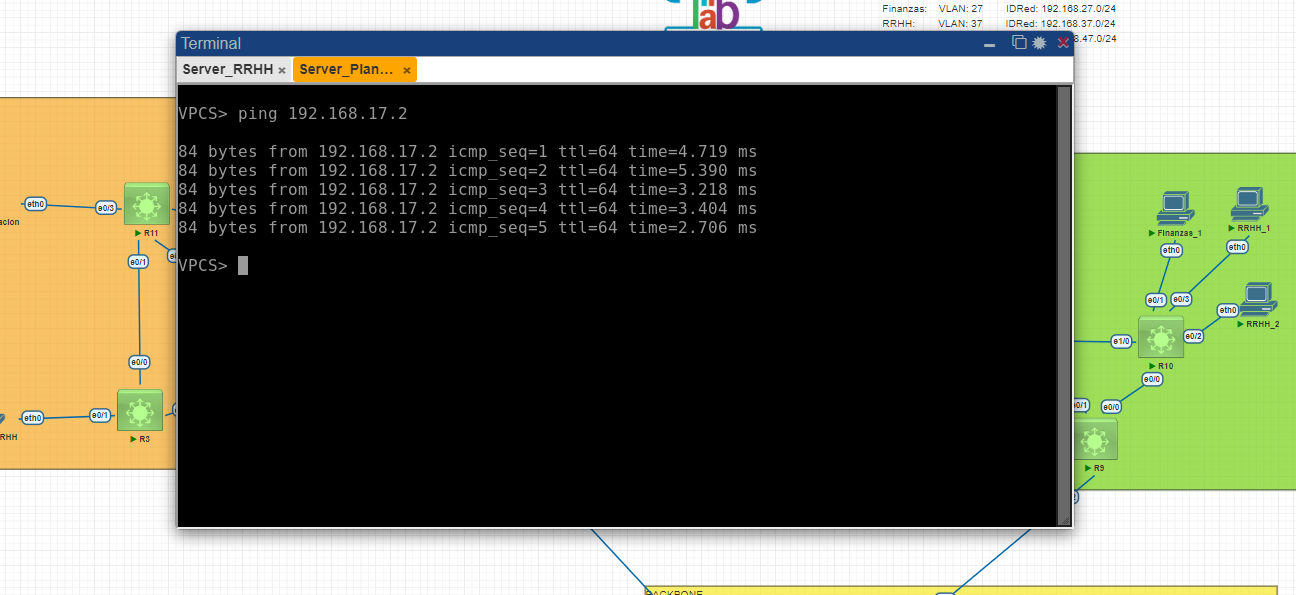 lab
Finanzas: VLAN: 27 IDRed: 192.168.27.0/24
RRHH: VLAN: 37 IDRed: 192.168.37.0/24
8.47.0/24
Terminal
Server_RRHH ×
Server_Plan... ×
VPCS> ping 192.168.17.2
84 bytes from 192.168.17.2 icmp_seq=1 ttl=64 time=4.719 ms
84 bytes from 192.168.17.2 icmp_seq=2 ttl=64 time=5.390 ms
84 bytes from 192.168.17.2 icmp_seq=3 ttl=64 time=3.218 ms
84 bytes from 192.168.17.2 icmp_seq=4 ttl=64 time=3.404 ms
84 bytes from 192.168.17.2 icmp_seq=5 ttl=64 time=2.706 ms
VPCS>
eth0
e0/3
acion
R11
e0/1
e0/0
eth0
e0/1
RHH
R3
Finanzas_1
RRHH_1
eth0
eth0
e0/1
e0/3
eth0
RRHH_2
e1/0
e0/2
R10
e0/0
e0/1
e0/0
R9
BACKBONE